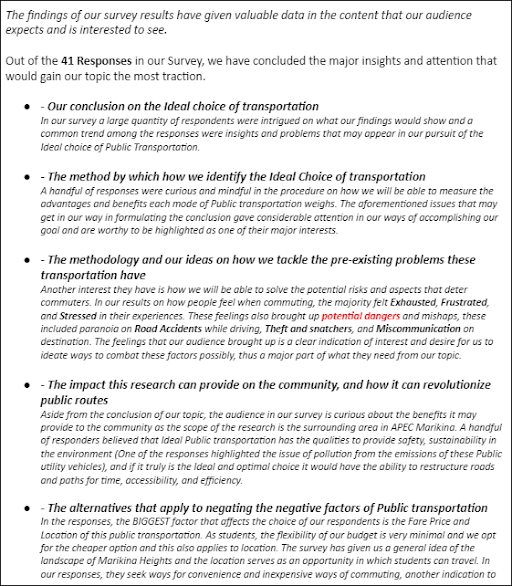 The findings of our survey results have given valuable data in the content that our audience
expects and is interested to see.
Out of the 41 Responses in our Survey, we have concluded the major insights and attention that
would gain our topic the most traction.
● - Our conclusion on the Ideal choice of transportation
In our survey a large quantity of respondents were intrigued on what our findings would show and a
common trend among the responses were insights and problems that may appear in our pursuit of the
Ideal choice of Public Transportation.
● - The method by which how we identify the Ideal Choice of transportation
A handful of responses were curious and mindful in the procedure on how we will be able to measure the
advantages and benefits each mode of Public transportation weighs. The aforementioned issues that may
get in our way in formulating the conclusion gave considerable attention in our ways of accomplishing our
goal and are worthy to be highlighted as one of their major interests.
● - The methodology and our ideas on how we tackle the pre-existing problems these
transportation have
Another interest they have is how we will be able to solve the potential risks and aspects that deter
commuters. In our results on how people feel when commuting, the majority felt Exhausted, Frustrated,
and Stressed in their experiences. These feelings also brought up potential dangers and mishaps, these
included paranoia on Road Accidents while driving, Theft and snatchers, and Miscommunication on
destination. The feelings that our audience brought up is a clear indication of interest and desire for us to
ideate ways to combat these factors possibly, thus a major part of what they need from our topic.
● - The impact this research can provide on the community, and how it can revolutionize
public routes
Aside from the conclusion of our topic, the audience in our survey is curious about the benefits it may
provide to the community as the scope of the research is the surrounding area in APEC Marikina. A handful
of responders believed that Ideal Public transportation has the qualities to provide safety, sustainability in
the environment (One of the responses highlighted the issue of pollution from the emissions of these Public
utility vehicles), and if it truly is the Ideal and optimal choice it would have the ability to restructure roads
and paths for time, accessibility, and efficiency.
● - The alternatives that apply to negating the negative factors of Public transportation
In the responses, the BIGGEST factor that affects the choice of our respondents is the Fare Price and
Location of this public transportation. As students, the flexibility of our budget is very minimal and we opt
for the cheaper option and this also applies to location. The survey has given us a general idea of the
landscape of Marikina Heights and the location serves as an opportunity in which students can travel. In
our responses, they seek ways for convenience and inexpensive ways of commuting, another indication to